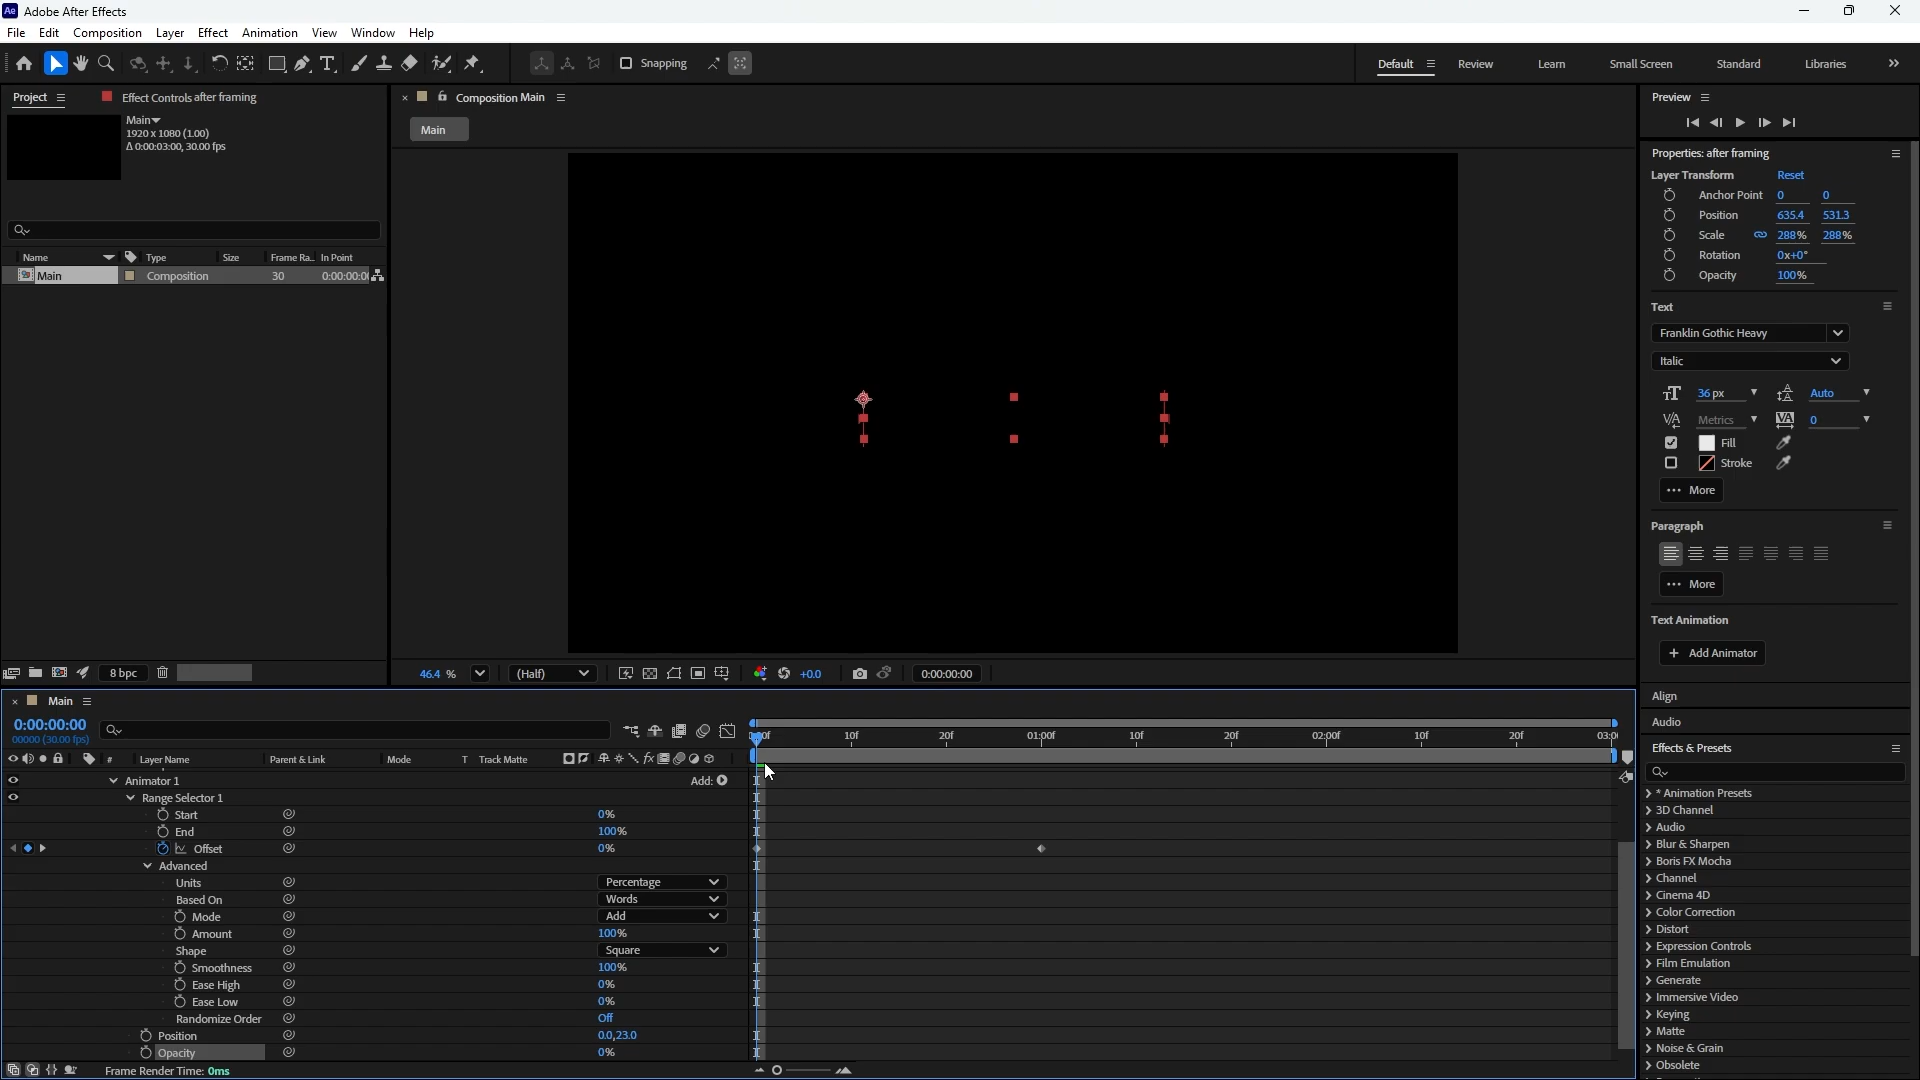 Ae Adobe After Effects
File Edit Composition Layer Effect Animation View Window Help
Snapping Default Review Learn Small Screen Standard Libraries
Project Effect Controls after framing
Main
1920 x 1080 (1.00)
Δ 0:00:03:00, 30.00 fps
Name Type Size Frame Ra... In Point
Main Composition 30 0:00:00:0
8 bpc
Composition Main
Main
46.4 % (Half) +0.0 0:00:00:00
Preview
Properties: after framing
Layer Transform Reset
Anchor Point 0 0
Position 635.4 531.3
Scale 288% 288%
Rotation 0x+0°
Opacity 100%
Text
Franklin Gothic Heavy
Italic
36 px Auto
Metrics 0
Fill
Stroke
More
Paragraph
More
Text Animation
+ Add Animator
Align
Audio
Effects & Presets
* Animation Presets
3D Channel
Audio
Blur & Sharpen
Boris FX Mocha
Channel
Cinema 4D
Color Correction
Distort
Expression Controls
Film Emulation
Generate
Immersive Video
Keying
Matte
Noise & Grain
Obsolete
Main
0:00:00:00
00000 (30.00 fps)
10f 20f 01:00f 10f 20f 02:00f 10f 20f 03:0
# Layer Name Parent & Link Mode T Track Matte
Animator 1 Add:
Range Selector 1
Start 0%
End 100%
Offset 0%
Advanced
Units Percentage
Based On Words
Mode Add
Amount 100%
Shape Square
Smoothness 100%
Ease High 0%
Ease Low 0%
Randomize Order Off
Position 0.0,23.0
Opacity 0%
Frame Render Time: 0ms